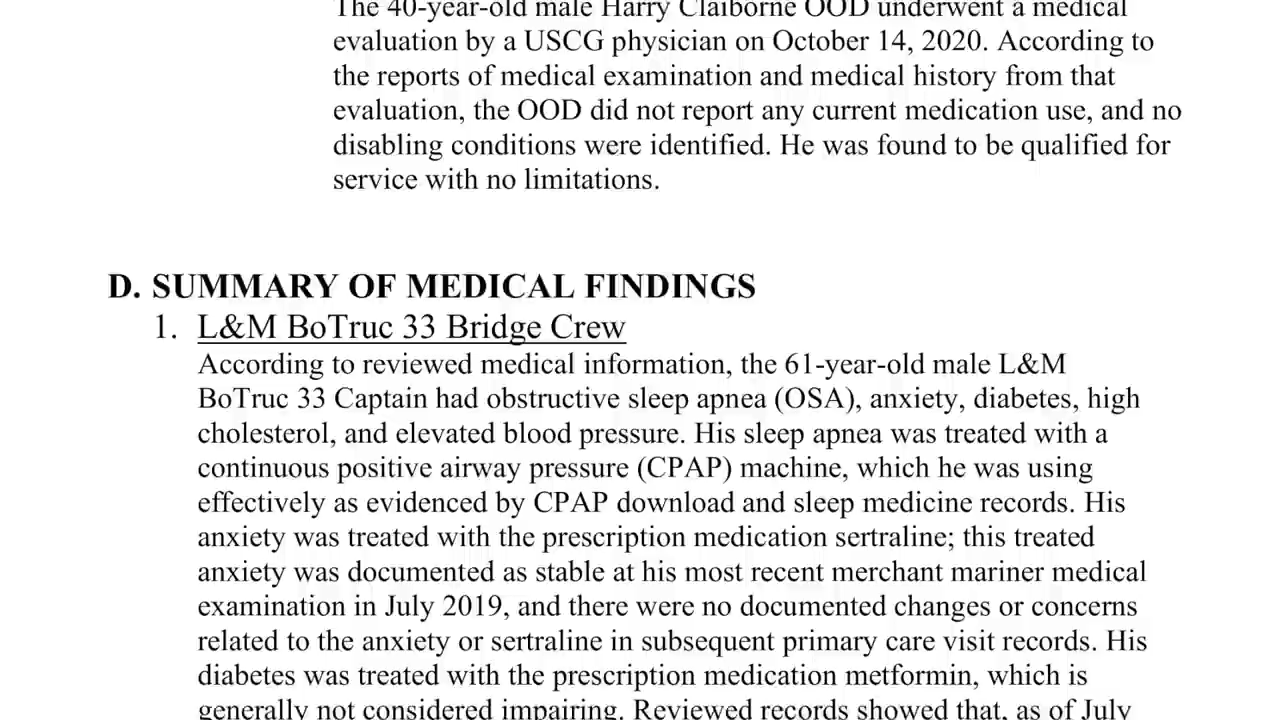 The 40-year-old male Harry Claiborne OOD underwent a medical
evaluation by a USCG physician on October 14, 2020. According to
the reports of medical examination and medical history from that
evaluation, the OOD did not report any current medication use, and no
disabling conditions were identified. He was found to be qualified for
service with no limitations.
D. SUMMARY OF MEDICAL FINDINGS
1. L&M BoTruc 33 Bridge Crew
According to reviewed medical information, the 61-year-old male L&M
BoTruc 33 Captain had obstructive sleep apnea (OSA), anxiety, diabetes, high
cholesterol, and elevated blood pressure. His sleep apnea was treated with a
continuous positive airway pressure (CPAP) machine, which he was using
effectively as evidenced by CPAP download and sleep medicine records. His
anxiety was treated with the prescription medication sertraline; this treated
anxiety was documented as stable at his most recent merchant mariner medical
examination in July 2019, and there were no documented changes or concerns
related to the anxiety or sertraline in subsequent primary care visit records. His
diabetes was treated with the prescription medication metformin, which is
generally not considered impairing. Reviewed records showed that, as of July